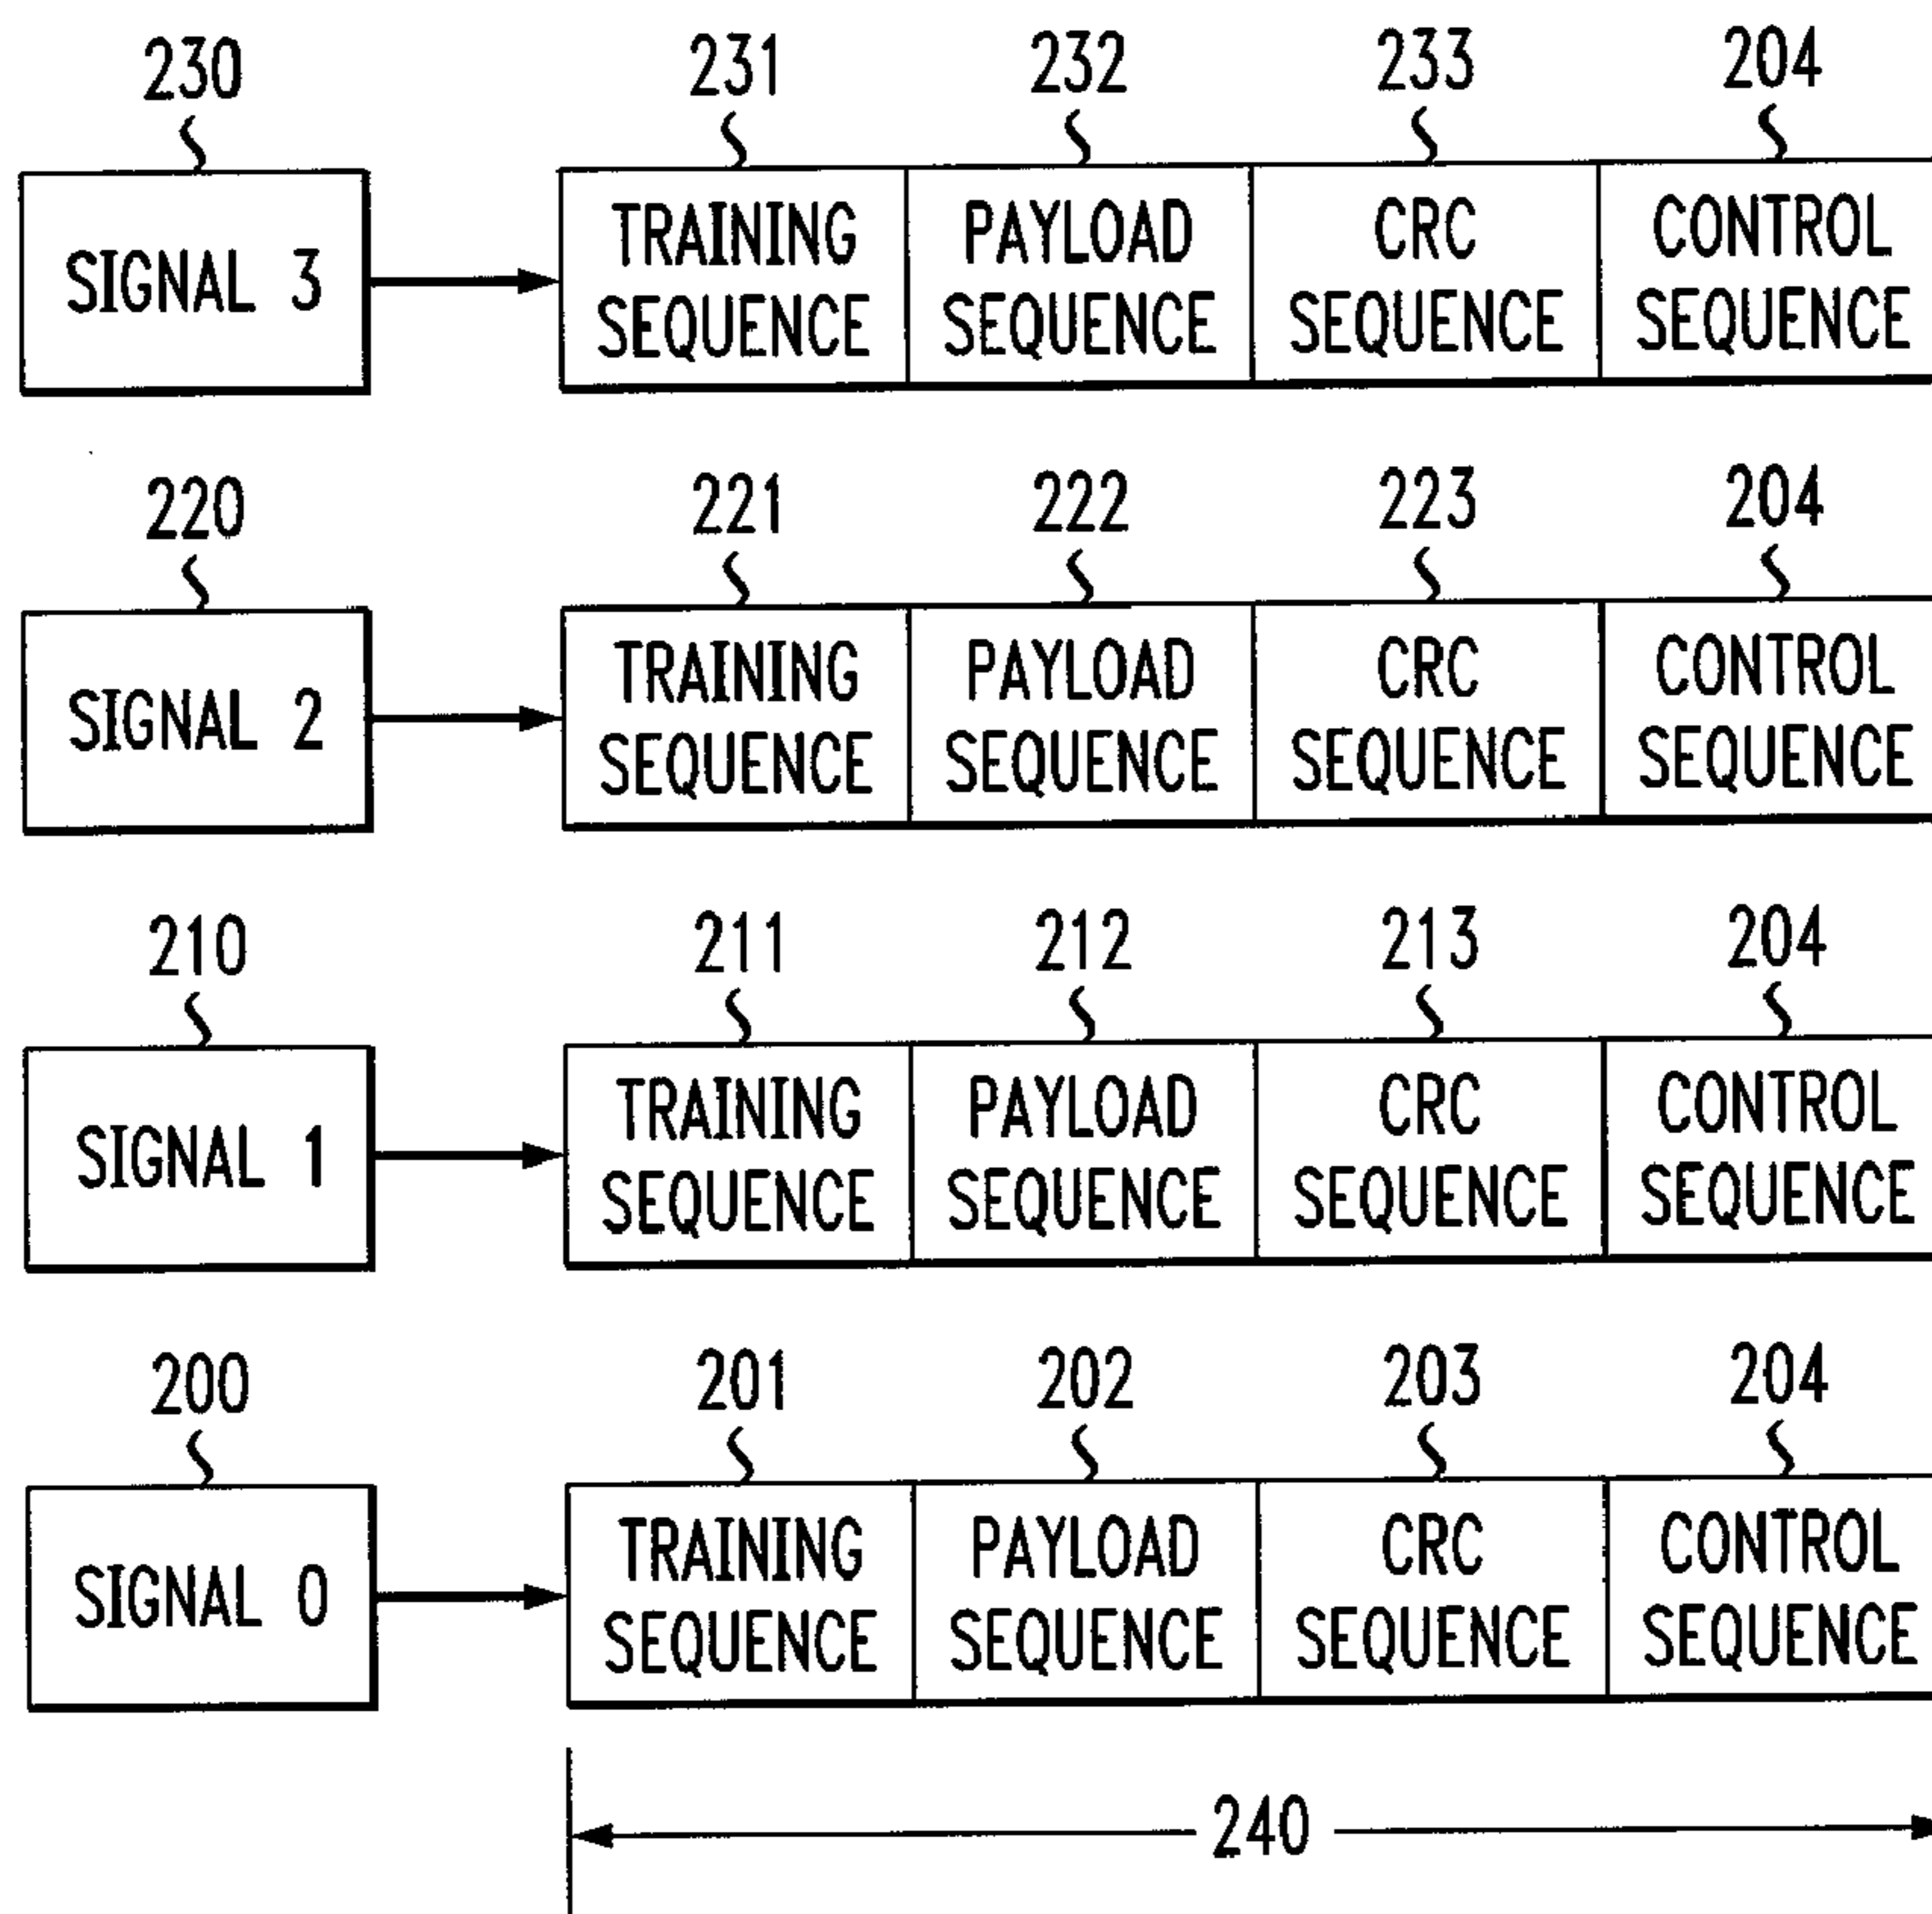 230 231 232 233 204
SIGNAL 3
TRAINING SEQUENCE
PAYLOAD SEQUENCE
CRC SEQUENCE
CONTROL SEQUENCE
220 221 222 223 204
SIGNAL 2
TRAINING SEQUENCE
PAYLOAD SEQUENCE
CRC SEQUENCE
CONTROL SEQUENCE
210 211 212 213 204
SIGNAL 1
TRAINING SEQUENCE
PAYLOAD SEQUENCE
CRC SEQUENCE
CONTROL SEQUENCE
200 201 202 203 204
SIGNAL 0
TRAINING SEQUENCE
PAYLOAD SEQUENCE
CRC SEQUENCE
CONTROL SEQUENCE
240